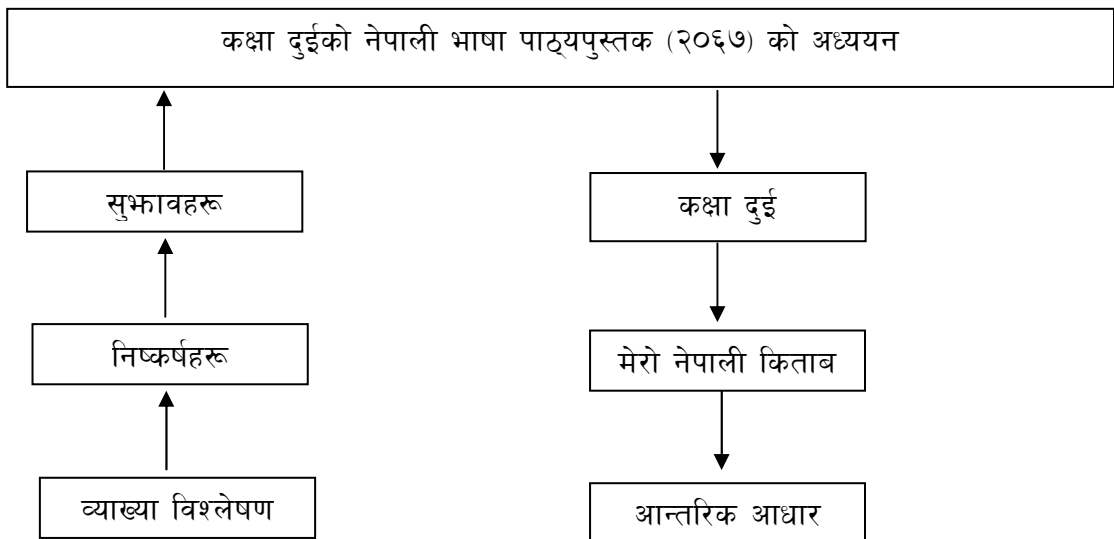 कक्षा दुईको नेपाली भाषा पाठ्यपुस्तक (२०६७) को अध्ययन
सुझावहरू
कक्षा दुई
निष्कर्षहरू
मेरो नेपाली किताब
व्याख्या विश्लेषण
आन्तरिक आधार